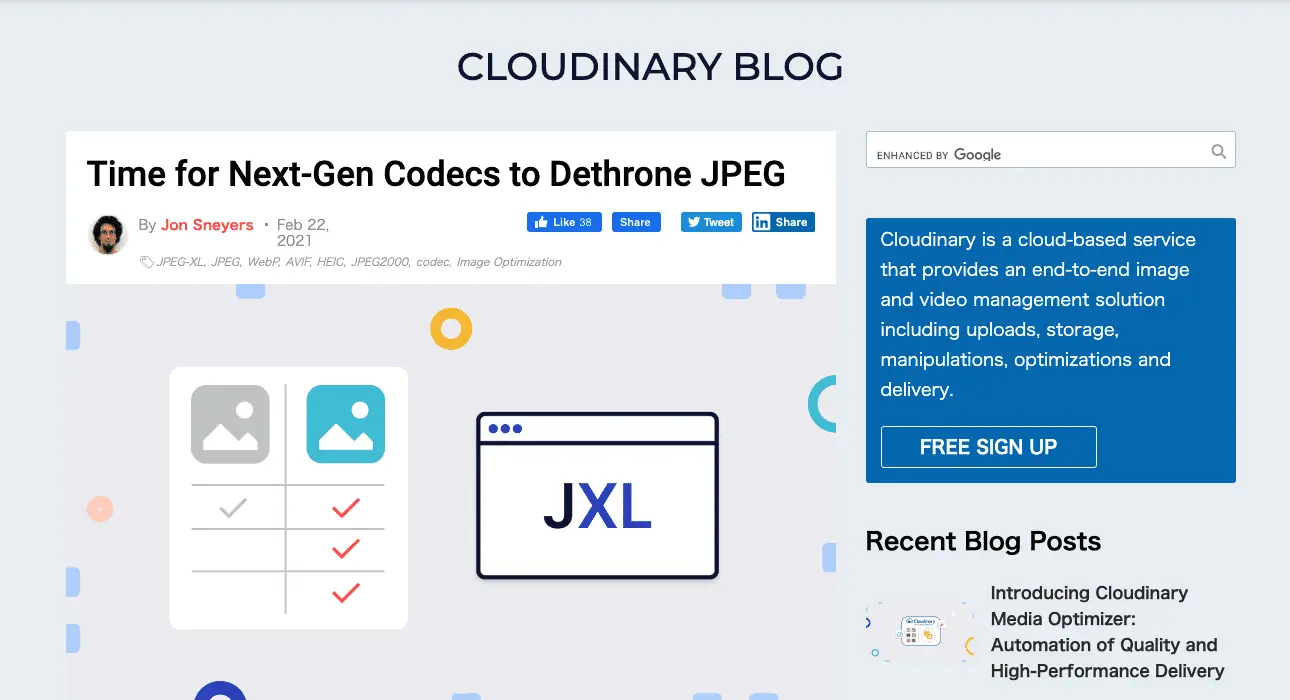 CLOUDINARY BLOG
Time for Next-Gen Codecs to Dethrone JPEG
By Jon Sneyers • Feb 22,
2021
Like 38
Share
Tweet
in Share
JPEG-XL, JPEG, WebP, AVIF, HEIC, JPEG2000, codec, Image Optimization
JXL
ENHANCED BY Google
Cloudinary is a cloud-based service
that provides an end-to-end image
and video management solution
including uploads, storage,
manipulations, optimizations and
delivery.
FREE SIGN UP
Recent Blog Posts
Cloudinary
Introducing Cloudinary
Media Optimizer:
Automation of Quality and
High-Performance Delivery